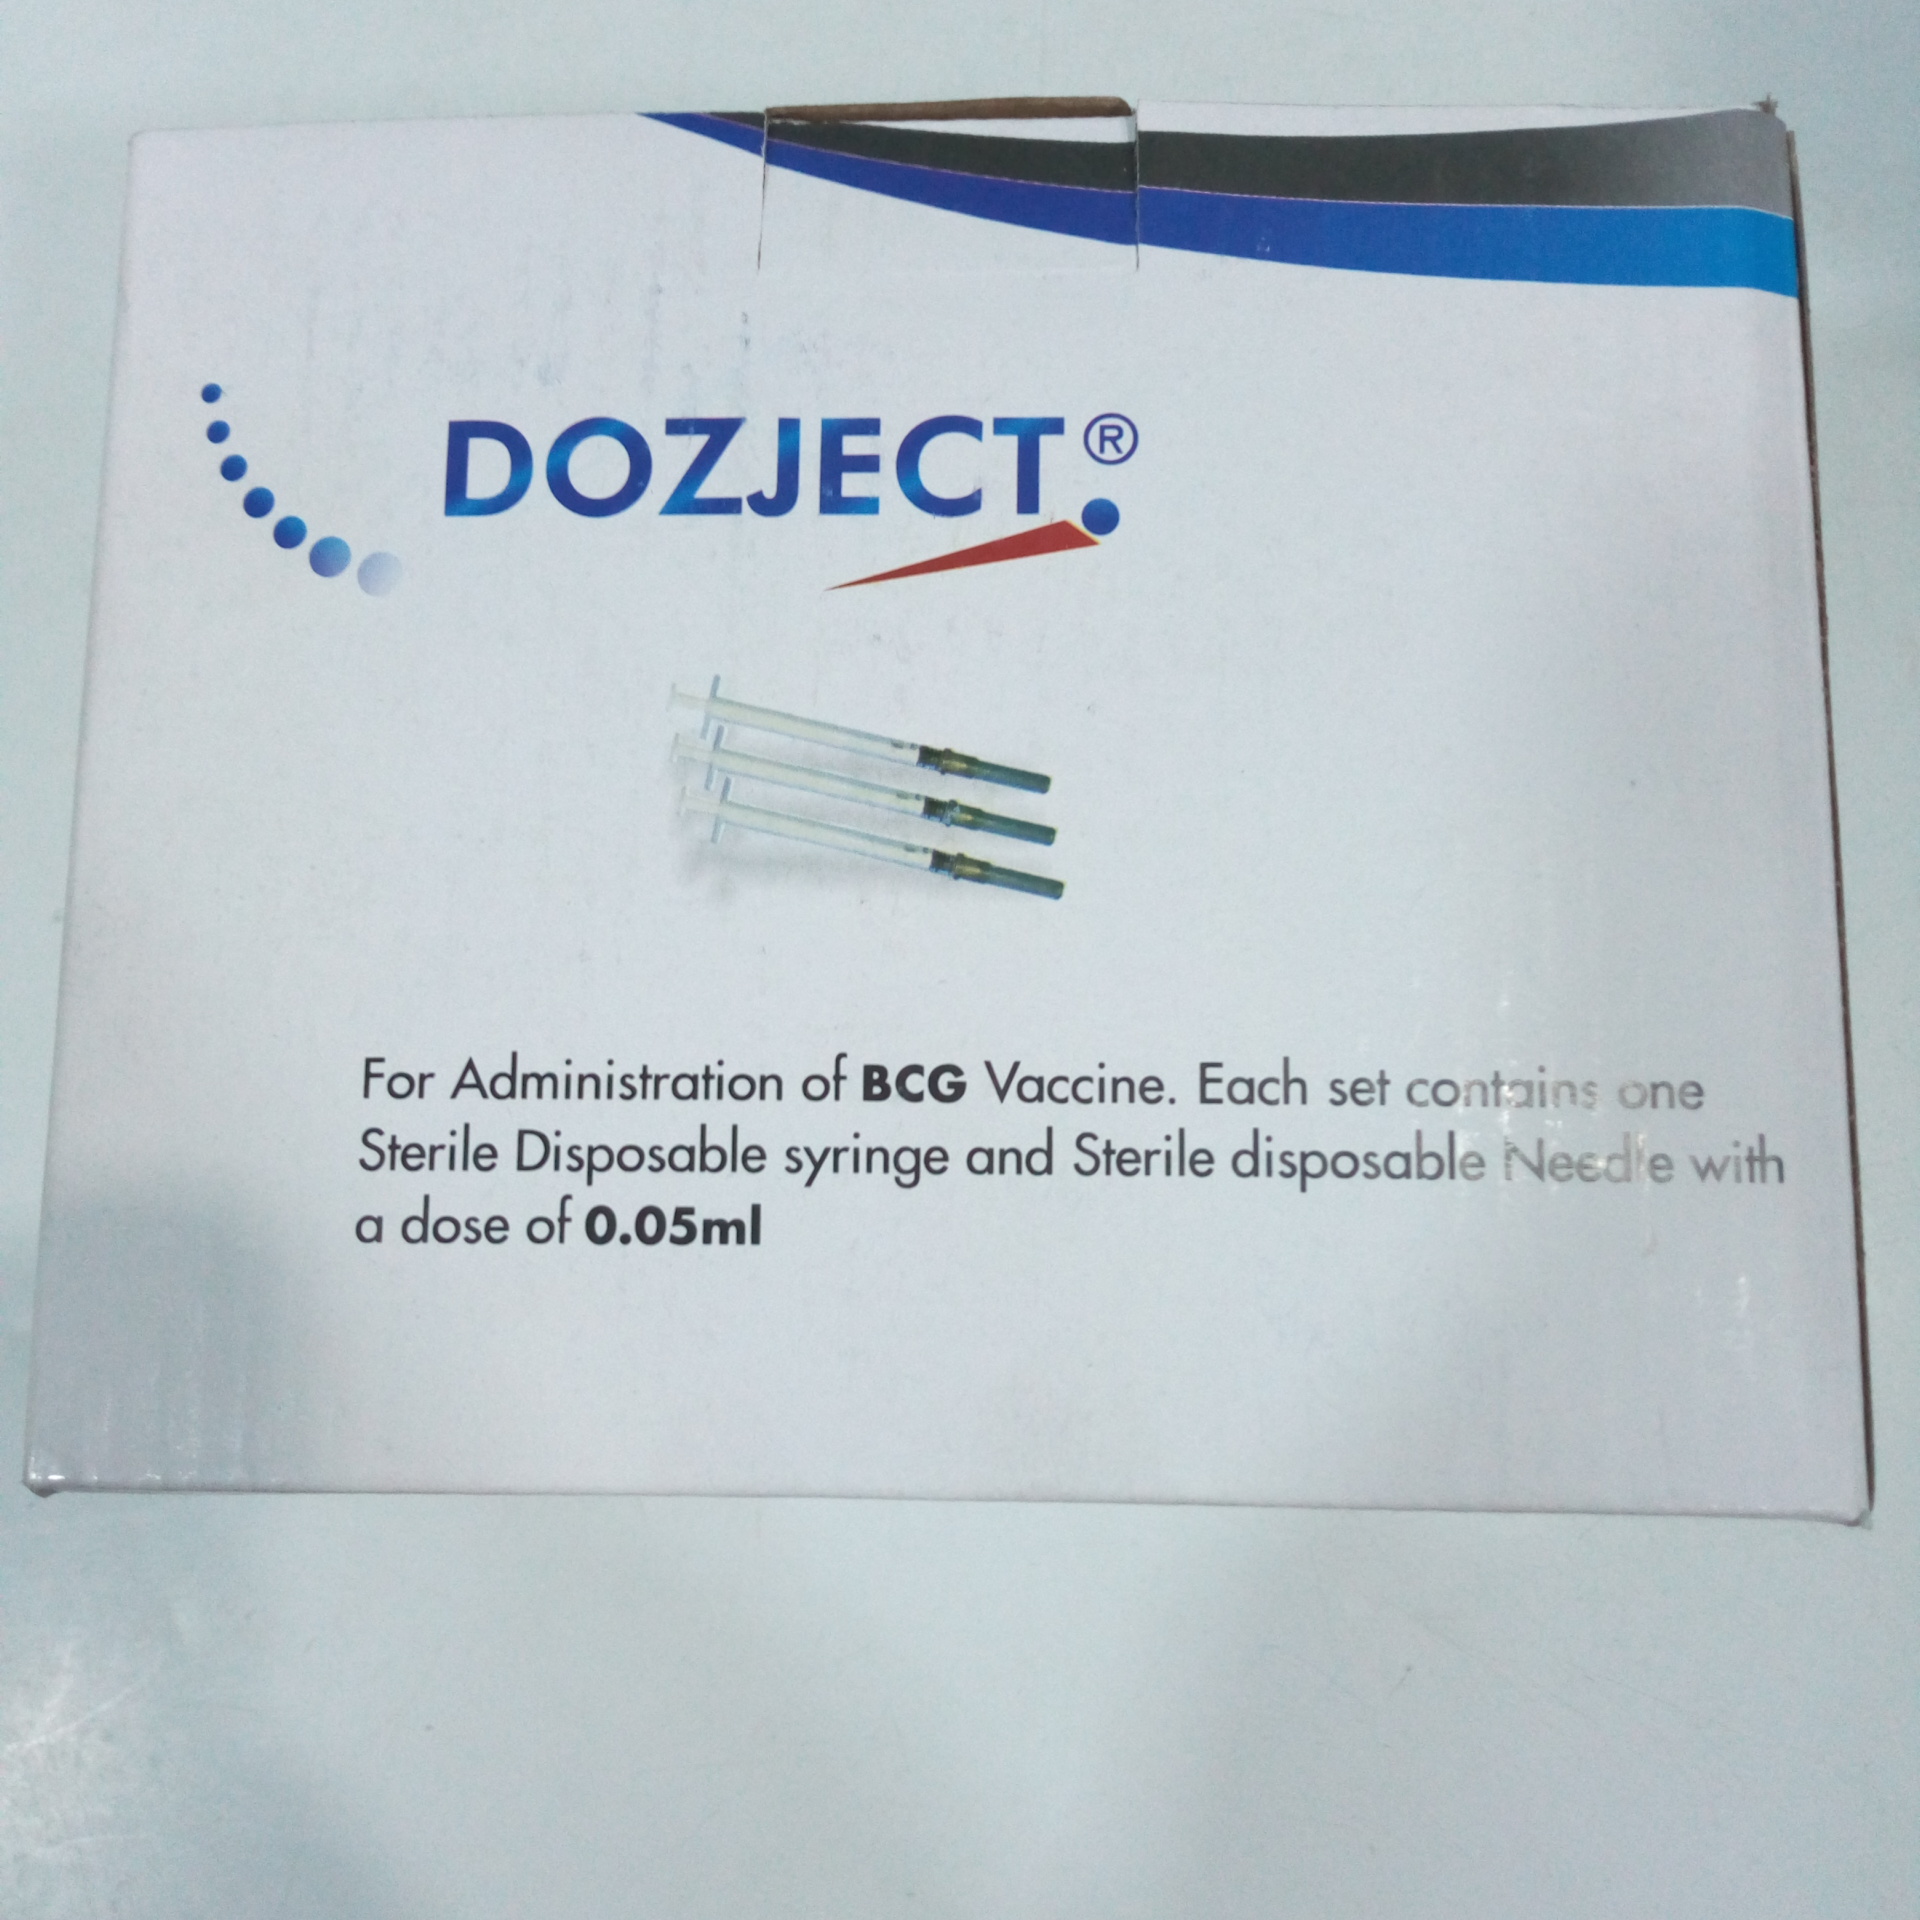 DOZJECT®
For Administration of BCG Vaccine. Each set contains one
Sterile Disposable syringe and Sterile disposable Needle with
a dose of 0.05ml